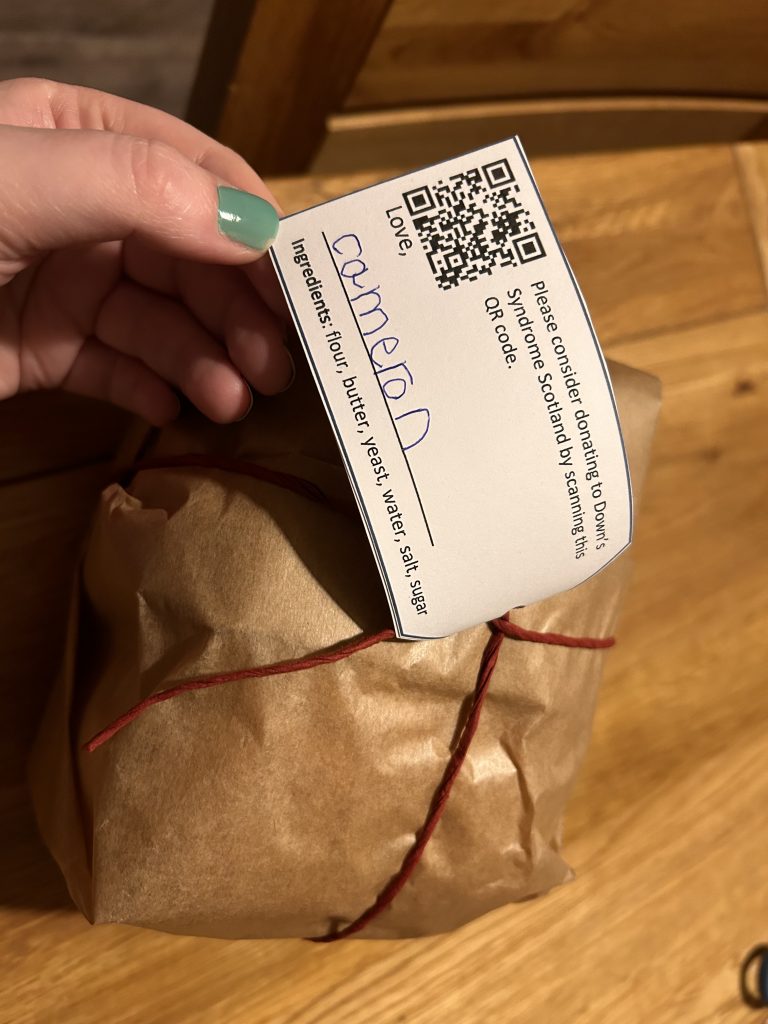 Please consider donating to Down's
Syndrome Scotland by scanning this
QR code.
Love,
cameron
Ingredients: flour, butter, yeast, water, salt, sugar